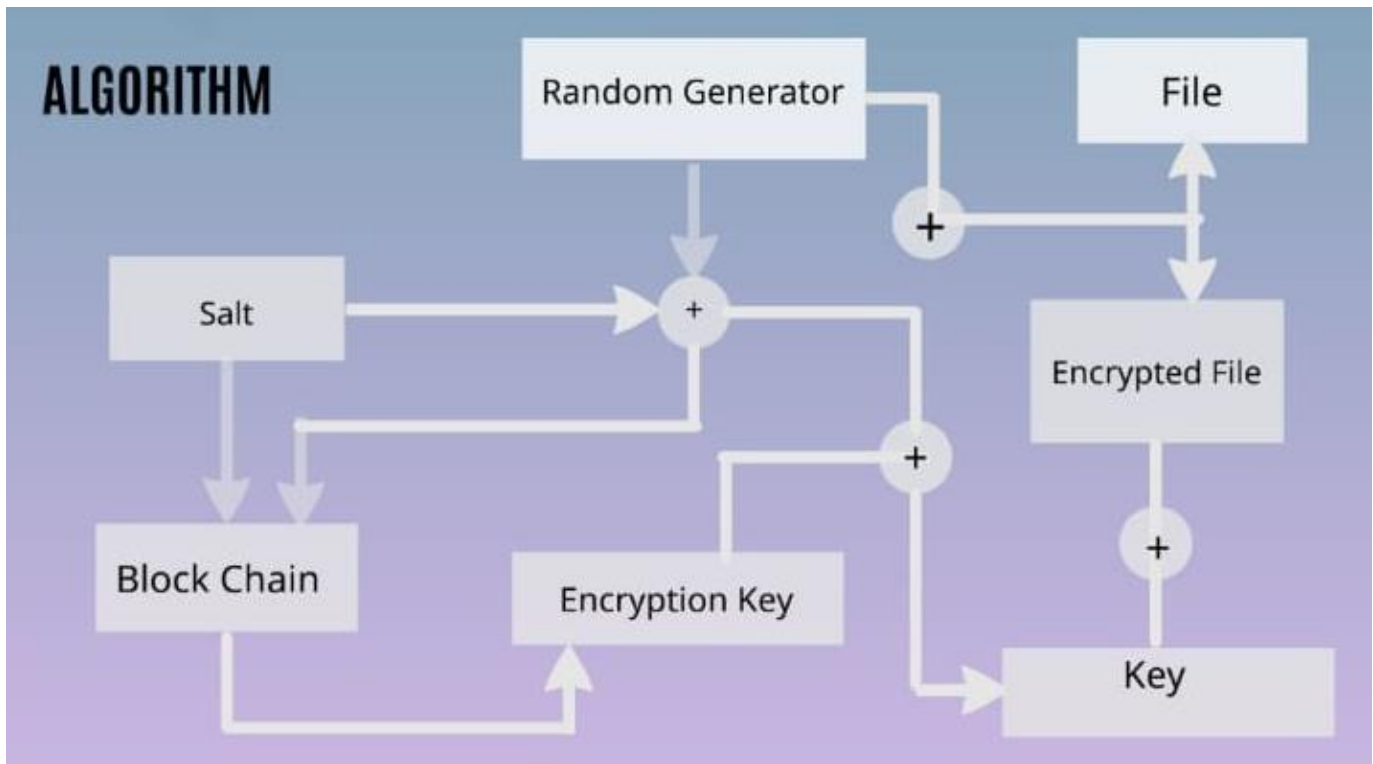 ALGORITHM
Random Generator
File
+
Salt
+
Encrypted File
+
+
Block Chain
Encryption Key
Key